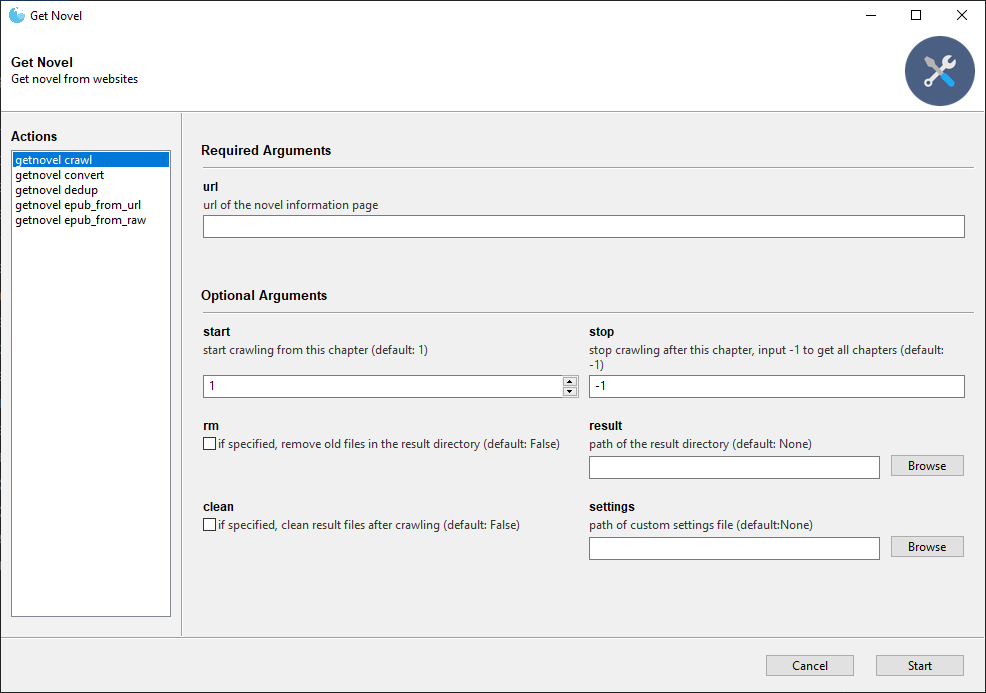 Get Novel
Get Novel
Get novel from websites
Actions
getnovel crawl
getnovel convert
getnovel dedup
getnovel epub_from_url
getnovel epub_from_raw
Required Arguments
url
url of the novel information page
Optional Arguments
start
start crawling from this chapter (default: 1)
1
stop
stop crawling after this chapter, input -1 to get all chapters (default:
-1)
-1
rm
if specified, remove old files in the result directory (default: False)
result
path of the result directory (default: None)
Browse
clean
if specified, clean result files after crawling (default: False)
settings
path of custom settings file (default:None)
Browse
Cancel
Start